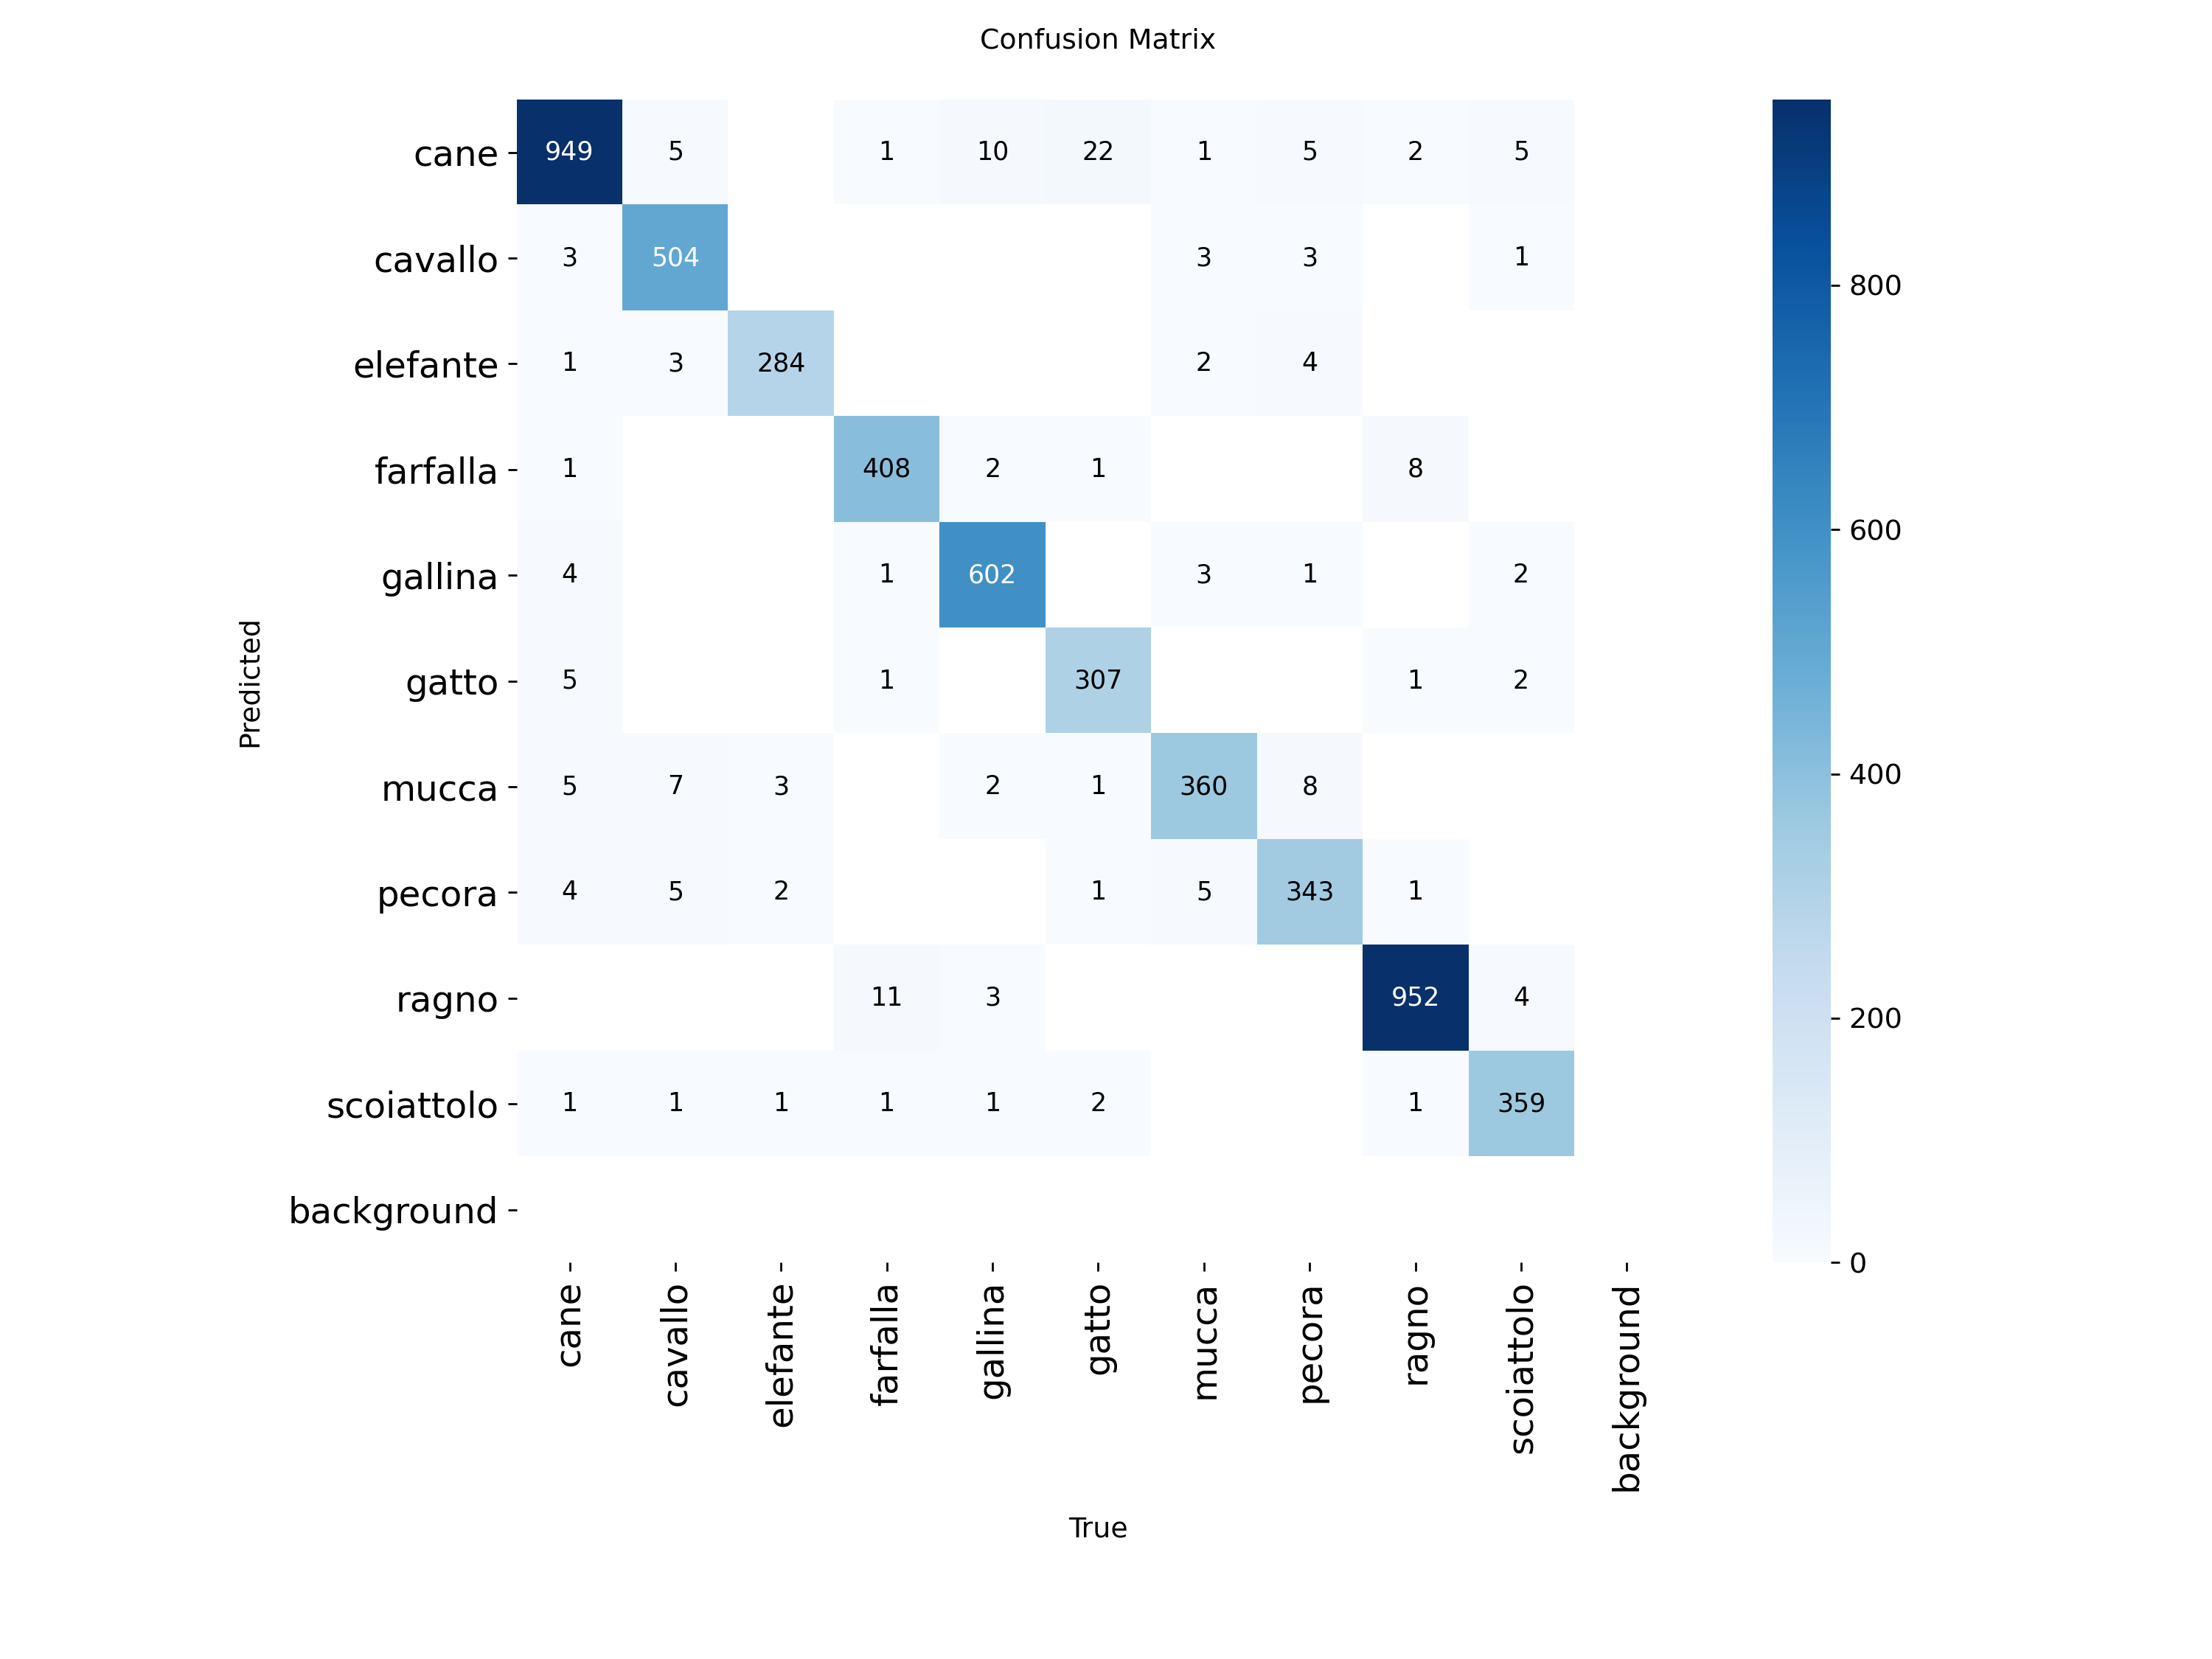 Confusion Matrix
cane 949 5 1 10 22 1 5 2 5
cavallo 3 504 3 3 1
elefante 1 3 284 2 4
farfalla 1 408 2 1 8
gallina 4 1 602 3 1 2
gatto 5 1 307 1 2
mucca 5 7 3 2 1 360 8
pecora 4 5 2 1 5 343 1
ragno 11 3 952 4
scoiattolo 1 1 1 1 1 2 1 359
background
Predicted
cane
cavallo
elefante
farfalla
gallina
gatto
mucca
pecora
ragno
scoiattolo
background
True
800
600
400
200
0